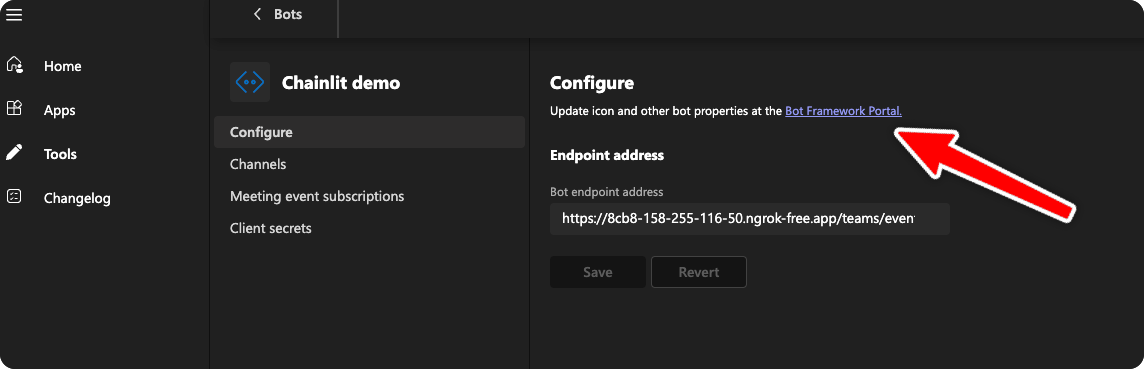 Bots
Home
Apps
Tools
Changelog
Chainlit demo
Configure
Channels
Meeting event subscriptions
Client secrets
Configure
Update icon and other bot properties at the Bot Framework Portal.
Endpoint address
Bot endpoint address
https://8cb8-158-255-116-50.ngrok-free.app/teams/even
Save
Revert